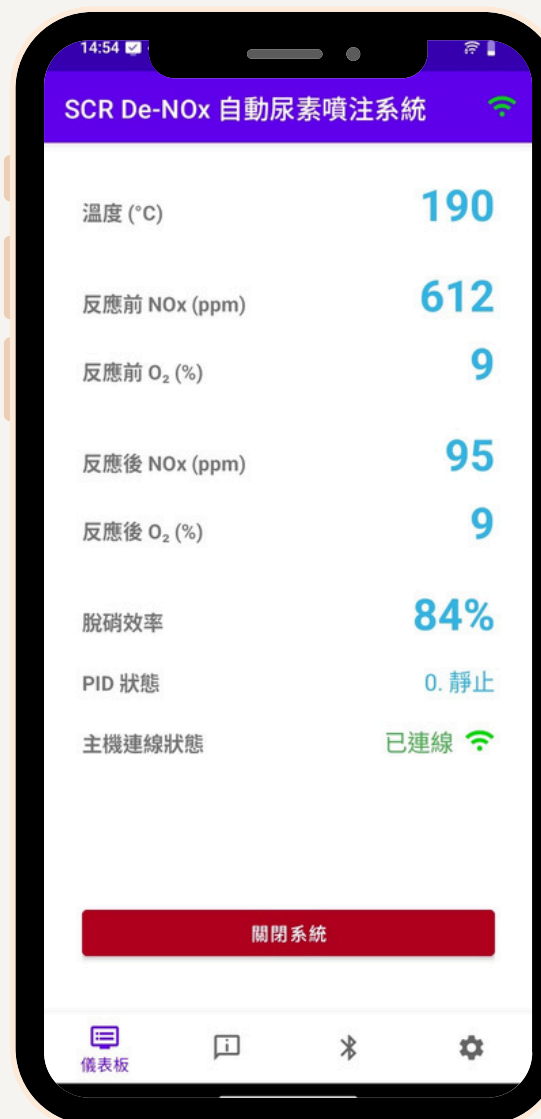 14:54
SCR De-NOx 自動尿素噴注系統
溫度 (°C) 190
反應前 NOx (ppm) 612
反應前 O₂ (%) 9
反應後 NOx (ppm) 95
反應後 O₂ (%) 9
脫硝效率 84%
PID 狀態 0. 靜止
主機連線狀態 已連線
關閉系統
儀表板